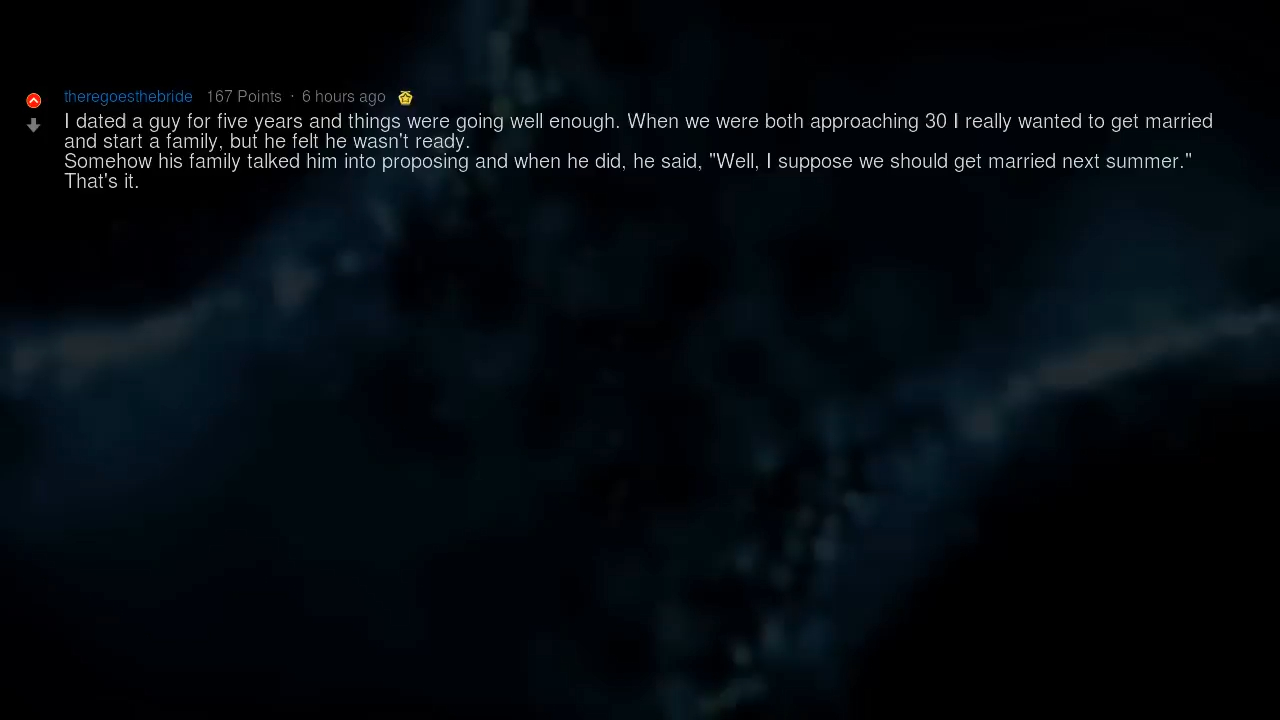 theregoesthebride 167 Points · 6 hours ago
I dated a guy for five years and things were going well enough. When we were both approaching 30 I really wanted to get married
and start a family, but he felt he wasn't ready.
Somehow his family talked him into proposing and when he did, he said, "Well, I suppose we should get married next summer."
That's it.